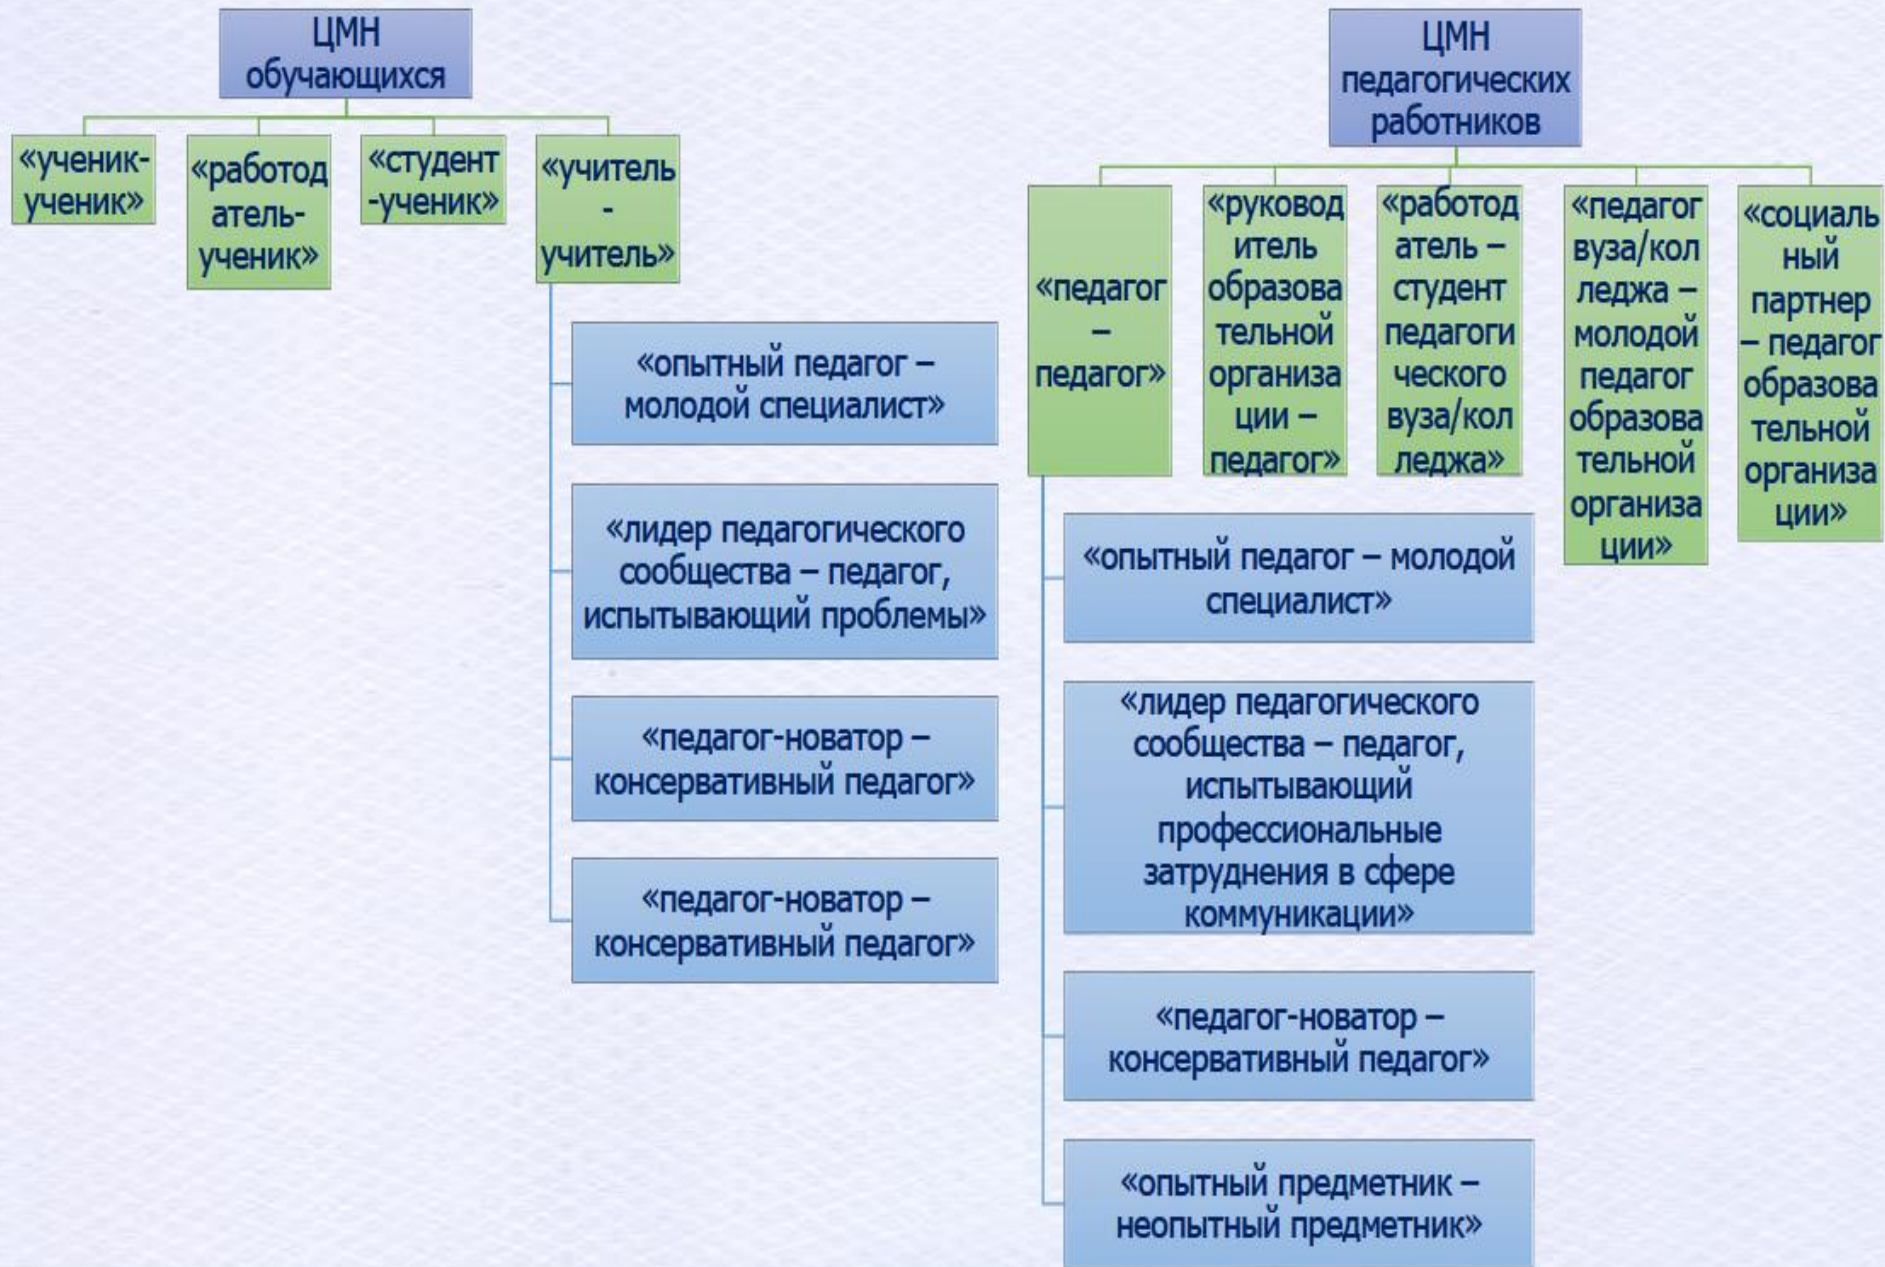 ЦМН
обучающихся
«ученик-
ученик»
«работод
атель-
ученик»
«студент
-ученик»
«учитель
-
учитель»
«опытный педагог –
молодой специалист»
«лидер педагогического
сообщества – педагог,
испытывающий проблемы»
«педагог-новатор –
консервативный педагог»
«педагог-новатор –
консервативный педагог»
ЦМН
педагогических
работников
«педагог
–
педагог»
«руковод
итель
образова
тельной
организа
ции –
педагог»
«работод
атель –
студент
педагоги
ческого
вуза/кол
леджа»
«педагог
вуза/кол
леджа –
молодой
педагог
образова
тельной
организа
ции»
«социаль
ный
партнер
– педагог
образова
тельной
организа
ции»
«опытный педагог – молодой
специалист»
«лидер педагогического
сообщества – педагог,
испытывающий
профессиональные
затруднения в сфере
коммуникации»
«педагог-новатор –
консервативный педагог»
«опытный предметник –
неопытный предметник»